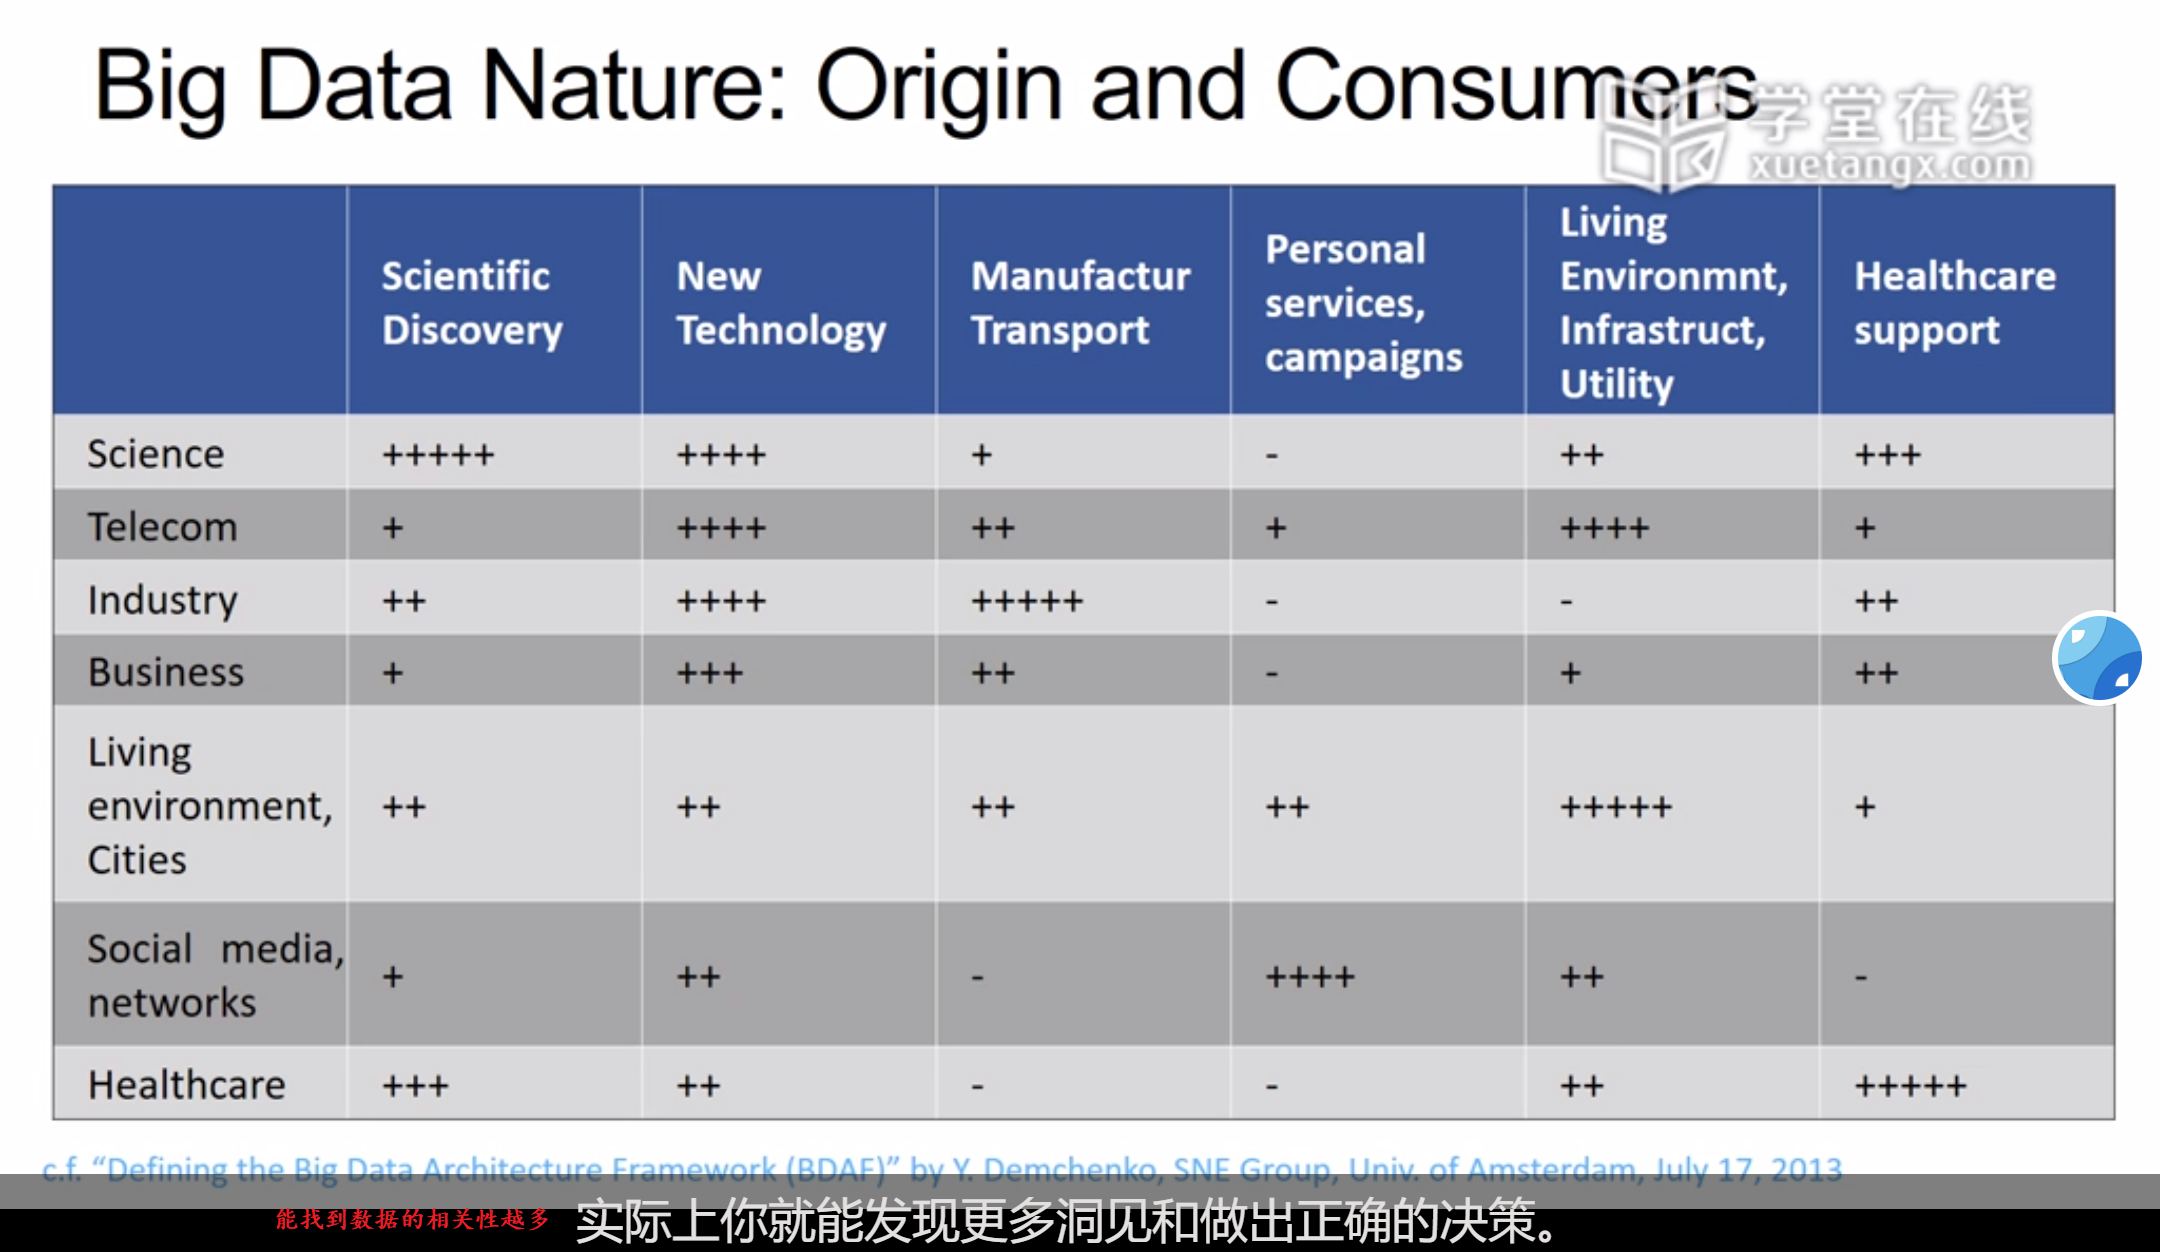 Big Data Nature: Origin and Consumers
学堂在线
xuetangx.com
Scientific Discovery
New Technology
Manufactur Transport
Personal services, campaigns
Living Environmnt, Infrastruct, Utility
Healthcare support
Science +++++ ++++ + - ++ +++
Telecom + ++++ ++ + ++++ +
Industry ++ ++++ +++++ - - ++
Business + +++ ++ - + ++
Living environment, Cities ++ ++ ++ ++ +++++ +
Social media, networks + ++ - ++++ ++ -
Healthcare +++ ++ - - ++ +++++
c.f. “Defining the Big Data Architecture Framework (BDAF)” by Y. Demchenko, SNE Group, Univ. of Amsterdam, July 17, 2013
能找到数据的相关性越多
实际上你就能发现更多洞见和做出正确的决策。